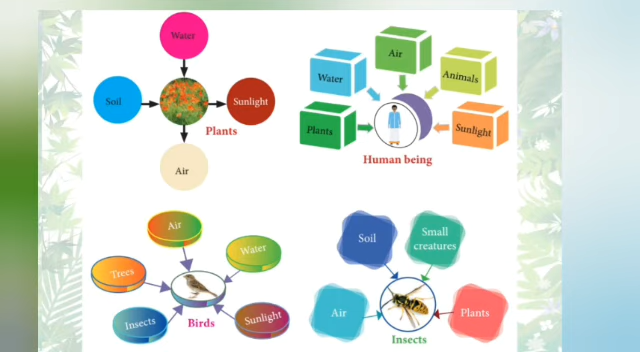 Water
Soil
Sunlight
Plants
Air
Air
Water
Animals
Plants
Sunlight
Human being
Air
Water
Trees
Insects
Sunlight
Birds
Soil
Small
creatures
Air
Plants
Insects